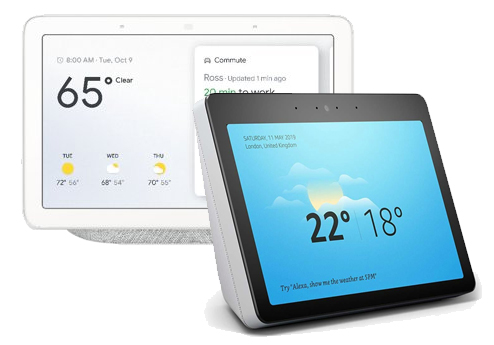 8:00 AM · Tue, Oct 9
65° Clear
TUE WED THU
72° 56° 68° 54° 70° 55°
Commute
Ross · Updated 1 min ago
20 min to work
SATURDAY, 11 MAY 2019
London, United Kingdom
22° 18°
Try "Alexa, show me the weather at 5PM"